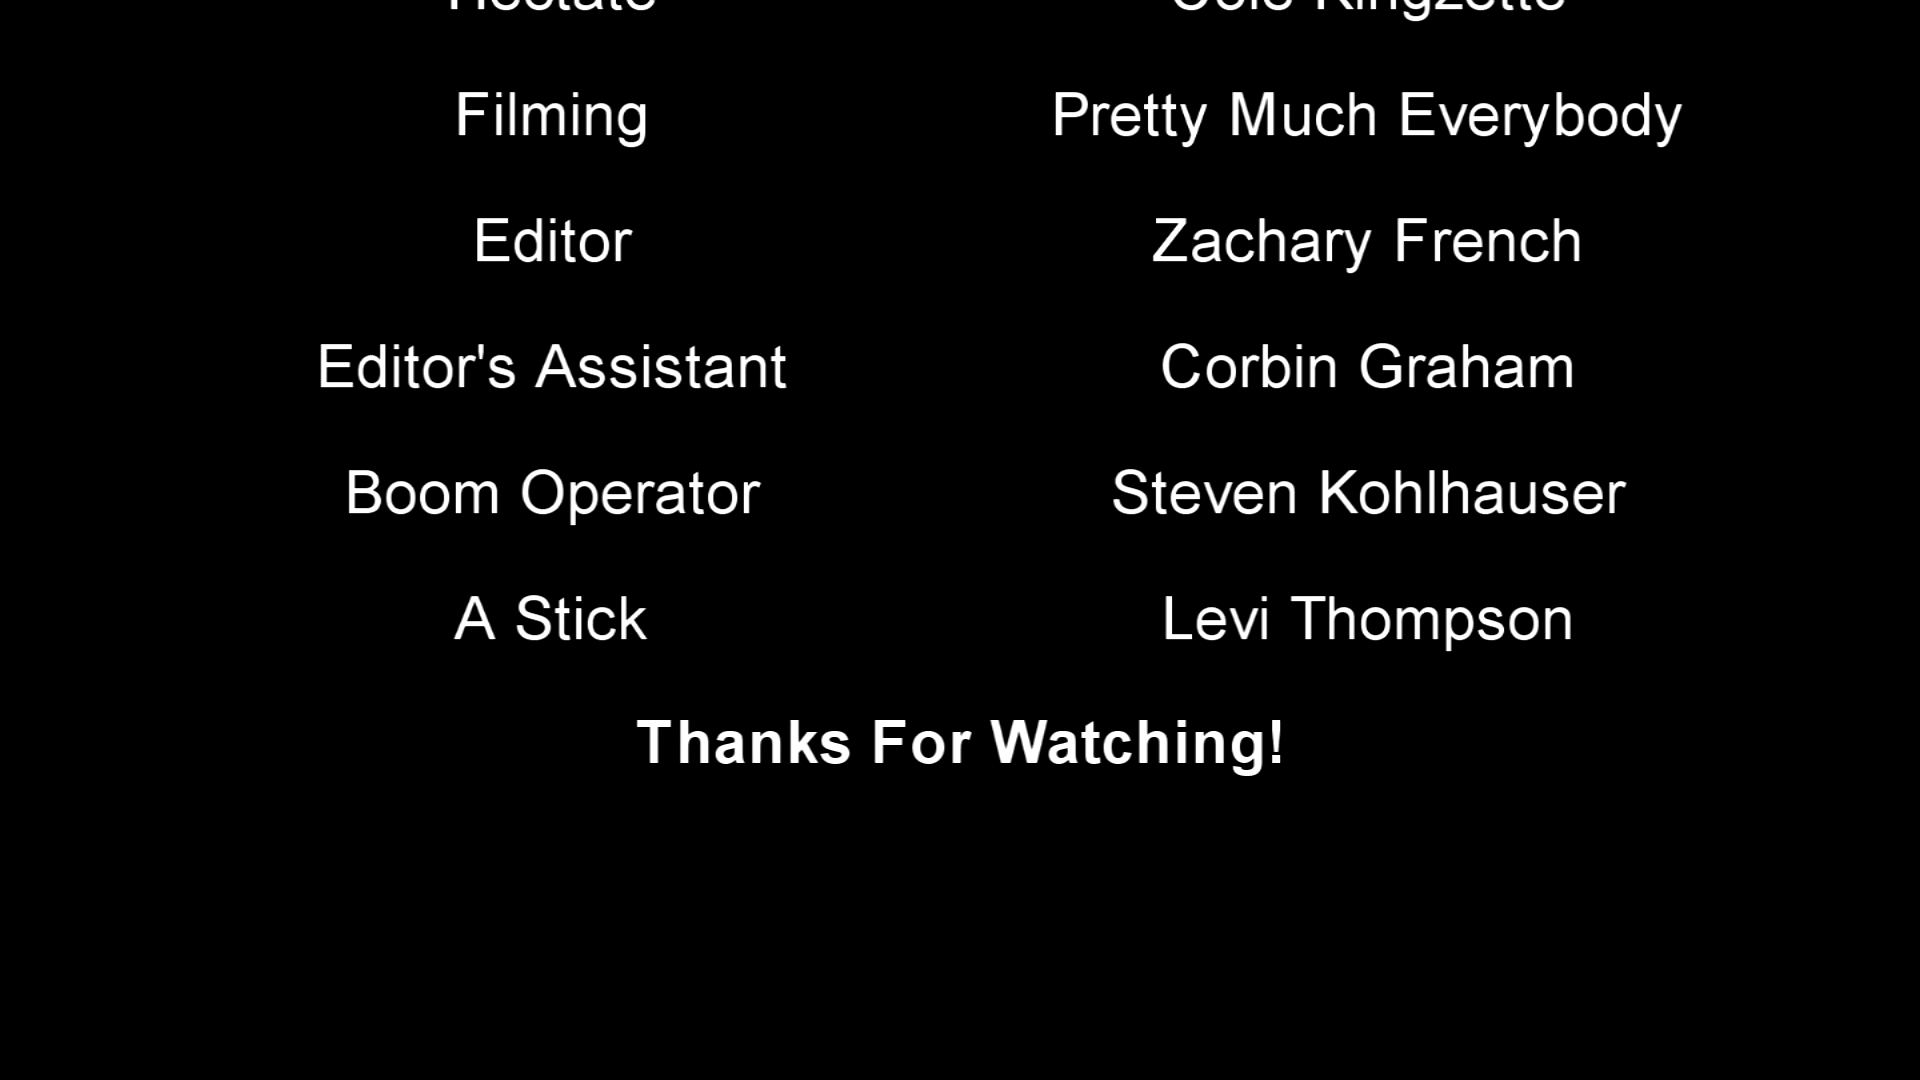 Filming Pretty Much Everybody
Editor Zachary French
Editor's Assistant Corbin Graham
Boom Operator Steven Kohlhauser
A Stick Levi Thompson
Thanks For Watching!